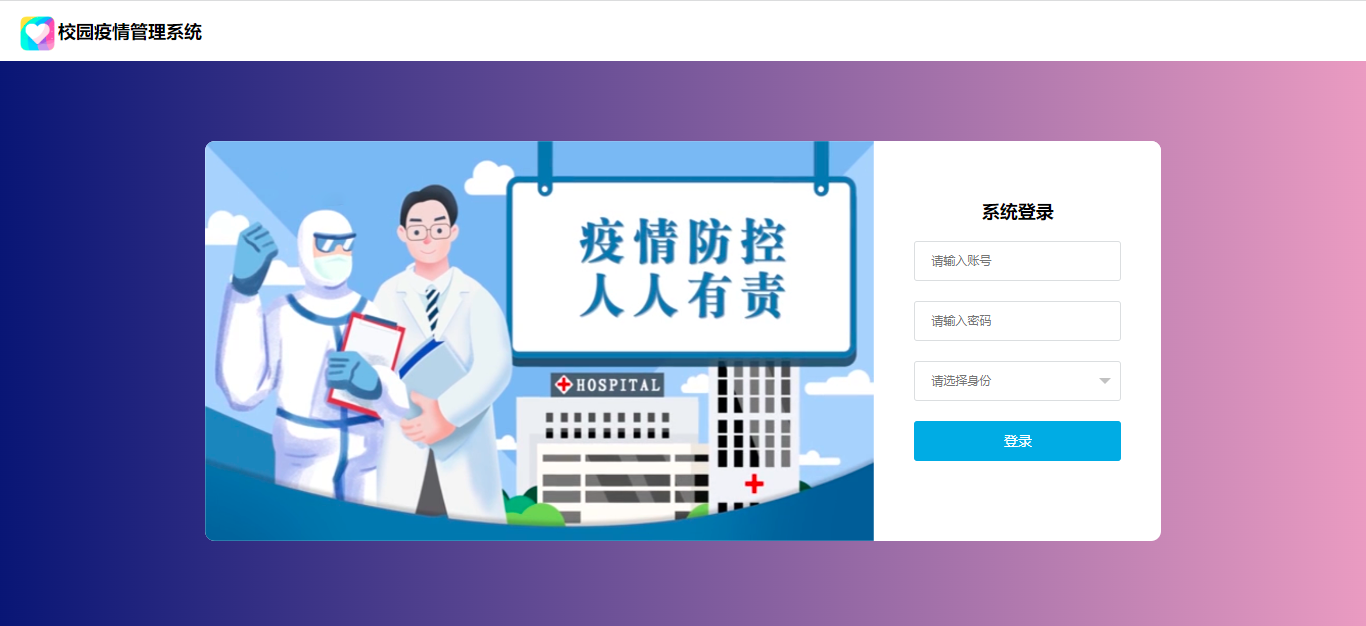 校园疫情管理系统
疫情防控
人人有责
HOSPITAL
系统登录
请输入账号
请输入密码
请选择身份
登录